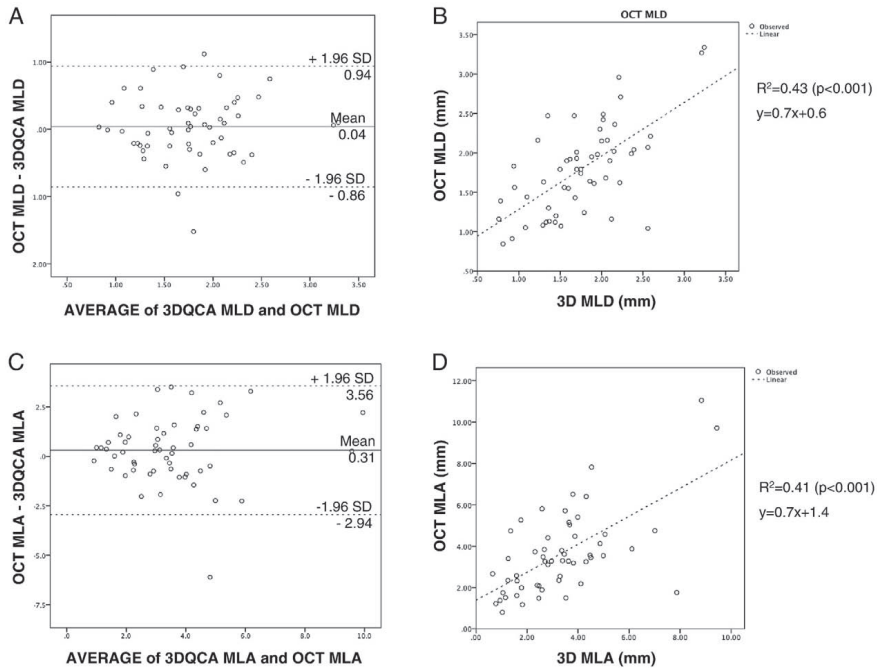 A
OCT MLD - 3DQCA MLD
1.00
.00
1.00
2.00
+ 1.96 SD
0.94
Mean
0.04
- 1.96 SD
- 0.86
.50 1.00 1.50 2.00 2.50 3.00 3.50
AVERAGE of 3DQCA MLD and OCT MLD
B
OCT MLD
OCT MLD (mm)
3.50
3.00
2.50
2.00
1.50
1.00
.50
.50 1.00 1.50 2.00 2.50 3.00 3.50
3D MLD (mm)
Observed
Linear
R²=0.43 (p<0.001)
y=0.7x+0.6
C
OCT MLA - 3DQCA MLA
2.5
.0
-2.5
-5.0
-7.5
+ 1.96 SD
3.56
Mean
0.31
-1.96 SD
- 2.94
.0 2.0 4.0 6.0 8.0 10.0
AVERAGE of 3DQCA MLA and OCT MLA
D
OCT MLA (mm)
12.00
10.00
8.00
6.00
4.00
2.00
.00
.00 2.00 4.00 6.00 8.00 10.00
3D MLA (mm)
Observed
Linear
R²=0.41 (p<0.001)
y=0.7x+1.4